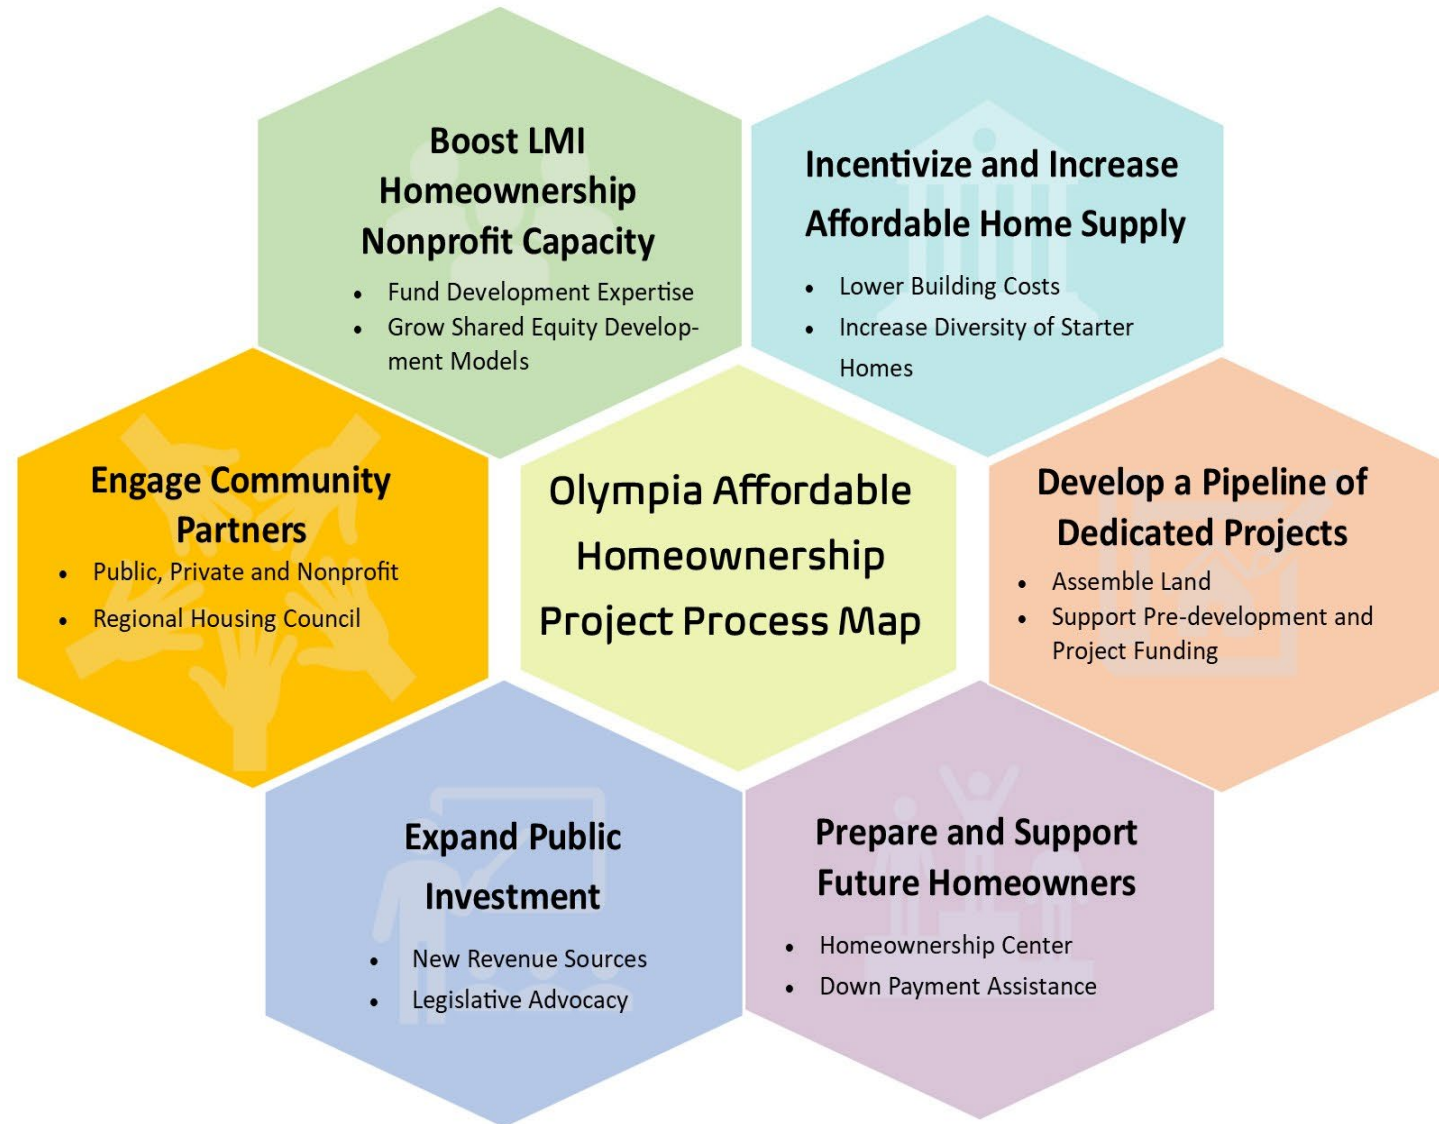 Boost LMI
Homeownership
Nonprofit Capacity
• Fund Development Expertise
• Grow Shared Equity Develop-
ment Models
Incentivize and Increase
Affordable Home Supply
• Lower Building Costs
• Increase Diversity of Starter
Homes
Engage Community
Partners
• Public, Private and Nonprofit
• Regional Housing Council
Olympia Affordable
Homeownership
Project Process Map
Develop a Pipeline of
Dedicated Projects
• Assemble Land
• Support Pre-development and
Project Funding
Expand Public
Investment
• New Revenue Sources
• Legislative Advocacy
Prepare and Support
Future Homeowners
• Homeownership Center
• Down Payment Assistance